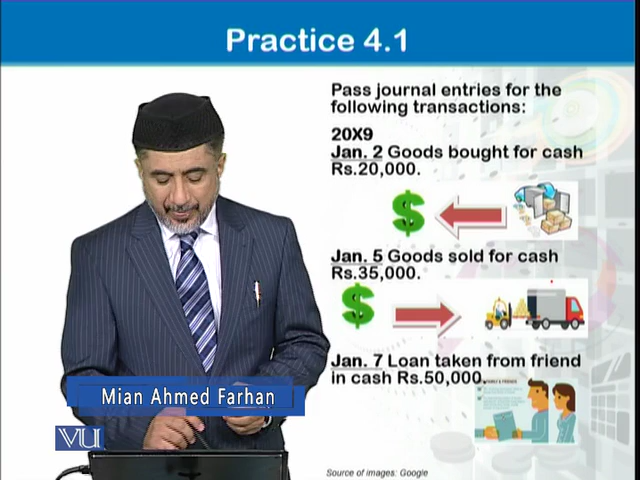 Practice 4.1
Pass journal entries for the
following transactions:
20X9
Jan. 2 Goods bought for cash
Rs.20,000.
Jan. 5 Goods sold for cash
Rs.35,000.
Jan. 7 Loan taken from friend
in cash Rs.50,000.
Mian Ahmed Farhan
VU
Source of images: Google